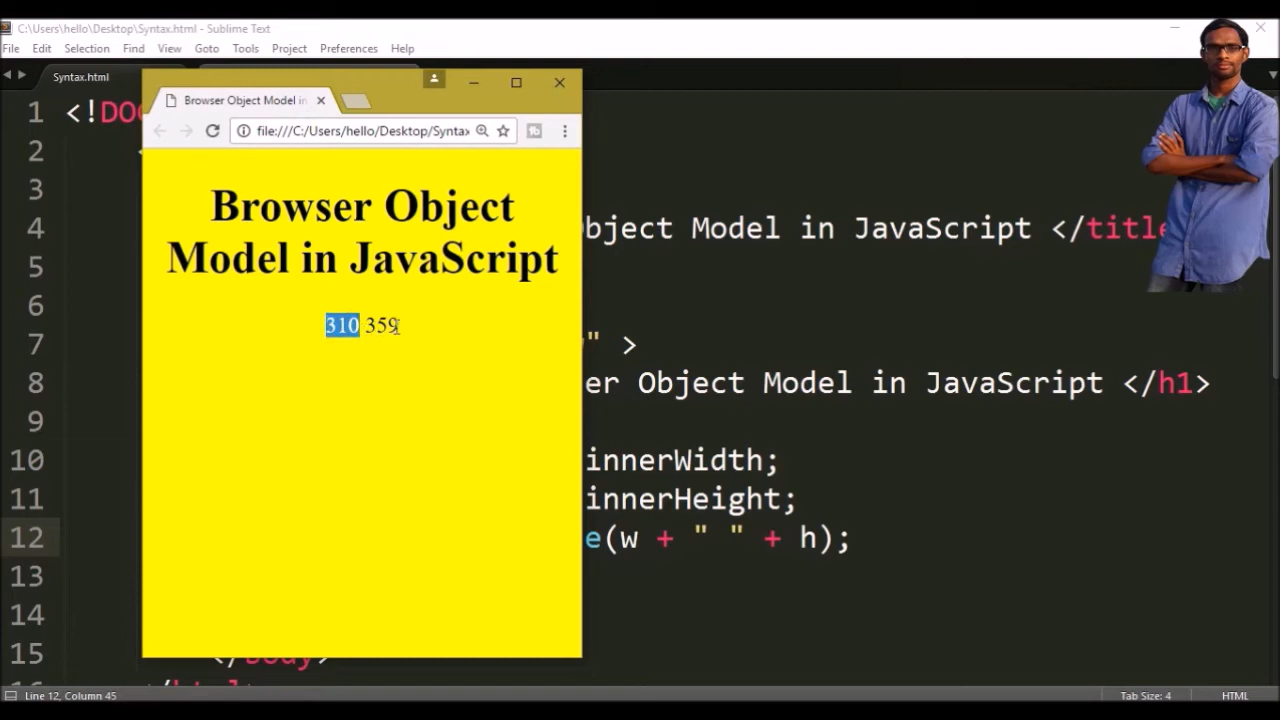 C:\Users\hello\Desktop\Syntax.html - Sublime Text
File Edit Selection Find View Goto Tools Project Preferences Help
Syntax.html
Browser Object Model in
file:///C:/Users/hello/Desktop/Syntax
Browser Object
Model in JavaScript
310 359
1 <!DOC
2
3
4 bject Model in JavaScript </title
5
6
7 " >
8 er Object Model in JavaScript </h1>
9
10 innerWidth;
11 innerHeight;
12 e(w + " " + h);
13
14
15 </body>
Line 12, Column 45
Tab Size: 4
HTML